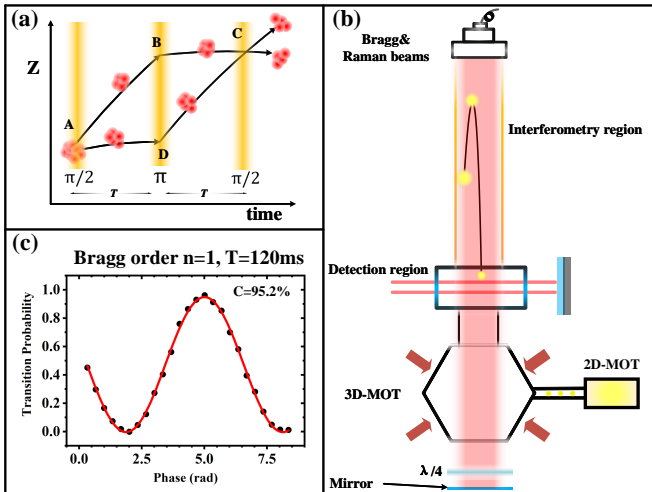 (a)
Z
A
B
C
D
π/2
π
π/2
T
T
time
(b)
Bragg&
Raman beams
Interferometry region
Detection region
2D-MOT
3D-MOT
λ/4
Mirror
(c)
Bragg order n=1, T=120ms
C=95.2%
Transition Probability
1.0
0.8
0.6
0.4
0.2
0.0
0.0
2.5
5.0
7.5
Phase (rad)